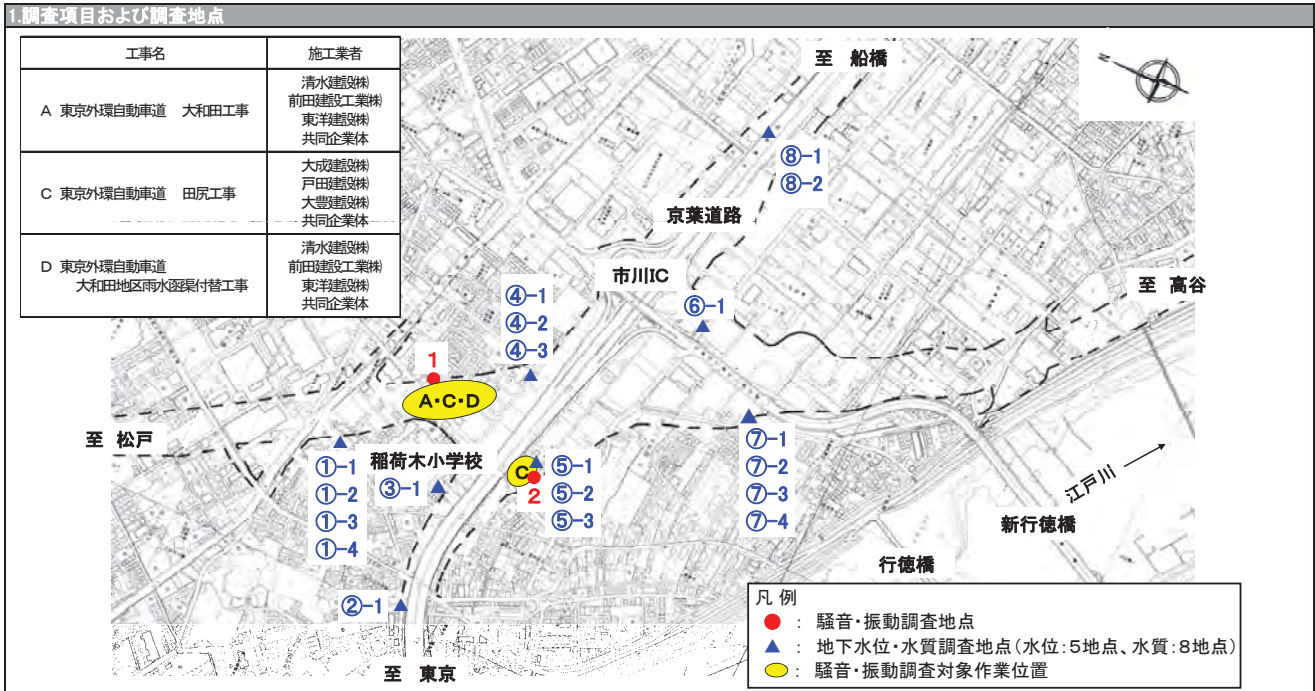 1.調査項目および調査地点
工事名
施工業者
A 東京外環自動車道 大和田工事
清水建設㈱
前田建設工業㈱
東洋建設㈱
共同企業体
C 東京外環自動車道 田尻工事
大成建設㈱
戸田建設㈱
大豊建設㈱
共同企業体
D 東京外環自動車道
大和田地区雨水函渠付替工事
清水建設㈱
前田建設工業㈱
東洋建設㈱
共同企業体
至 船橋
N
⑧-1
⑧-2
京葉道路
市川IC
至 高谷
④-1
④-2
④-3
⑥-1
1
A・C・D
至 松戸
①-1
①-2
①-3
①-4
稲荷木小学校
③-1
C
2
⑤-1
⑤-2
⑤-3
⑦-1
⑦-2
⑦-3
⑦-4
江戸川
新行徳橋
行徳橋
②-1
至 東京
凡 例
: 騒音・振動調査地点
: 地下水位・水質調査地点(水位:5地点、水質:8地点)
: 騒音・振動調査対象作業位置